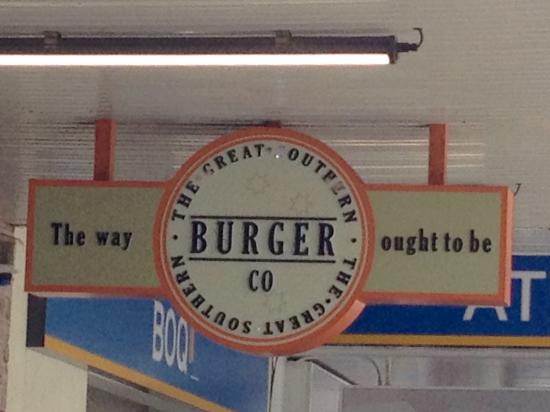 THE GREAT SOUTHERN · THE GREAT SOUTHERN ·
The way
BURGER
CO
ought to be
BOQ
AT